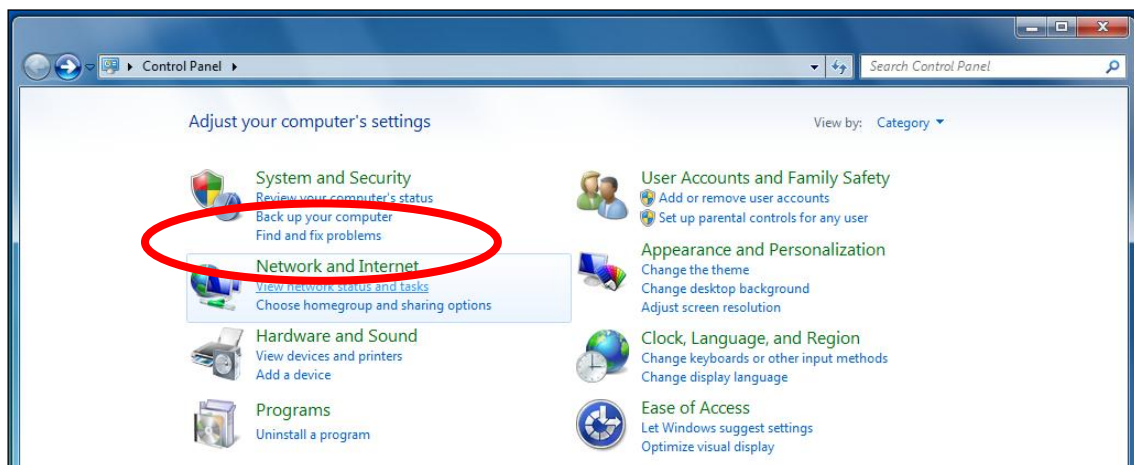 Control Panel
Search Control Panel
Adjust your computer's settings
View by: Category
System and Security
Review your computer's status
Back up your computer
Find and fix problems
Network and Internet
View network status and tasks
Choose homegroup and sharing options
Hardware and Sound
View devices and printers
Add a device
Programs
Uninstall a program
User Accounts and Family Safety
Add or remove user accounts
Set up parental controls for any user
Appearance and Personalization
Change the theme
Change desktop background
Adjust screen resolution
Clock, Language, and Region
Change keyboards or other input methods
Change display language
Ease of Access
Let Windows suggest settings
Optimize visual display